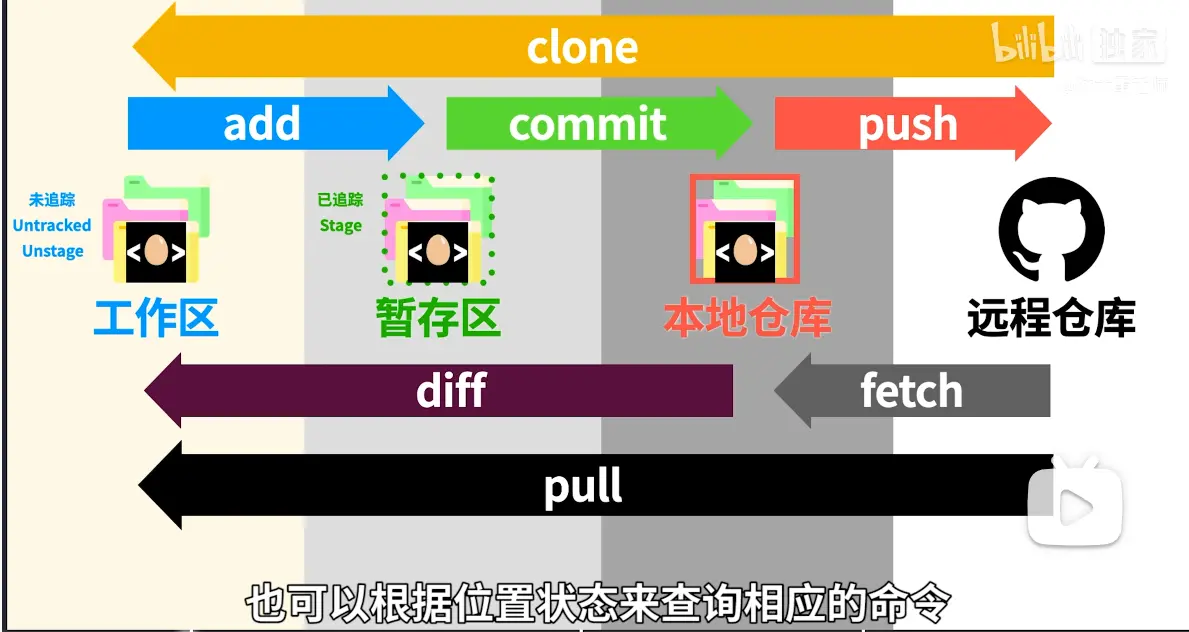 clone
bilibili 独家
add
commit
push
未追踪
Untracked
Unstage
已追踪
Stage
< >
< >
< >
工作区
暂存区
本地仓库
远程仓库
diff
fetch
pull
也可以根据位置状态来查询相应的命令